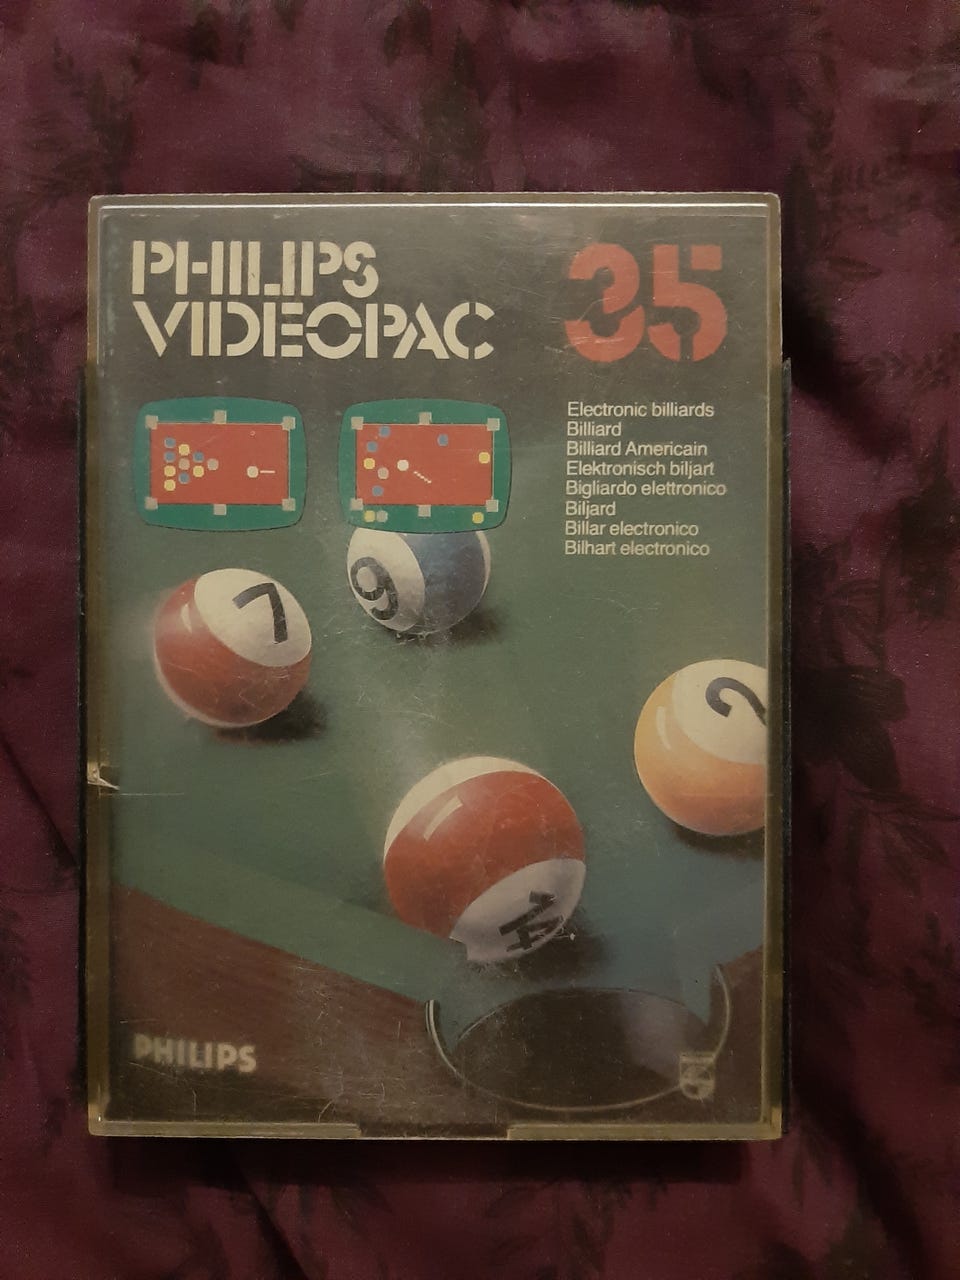 PHILIPS
VIDEOPAC
35
Electronic billiards
Billiard
Billiard Americain
Elektronisch biljart
Bigliardo elettronico
Biljard
Billar electronico
Bilhart electronico
7
9
2
14
PHILIPS